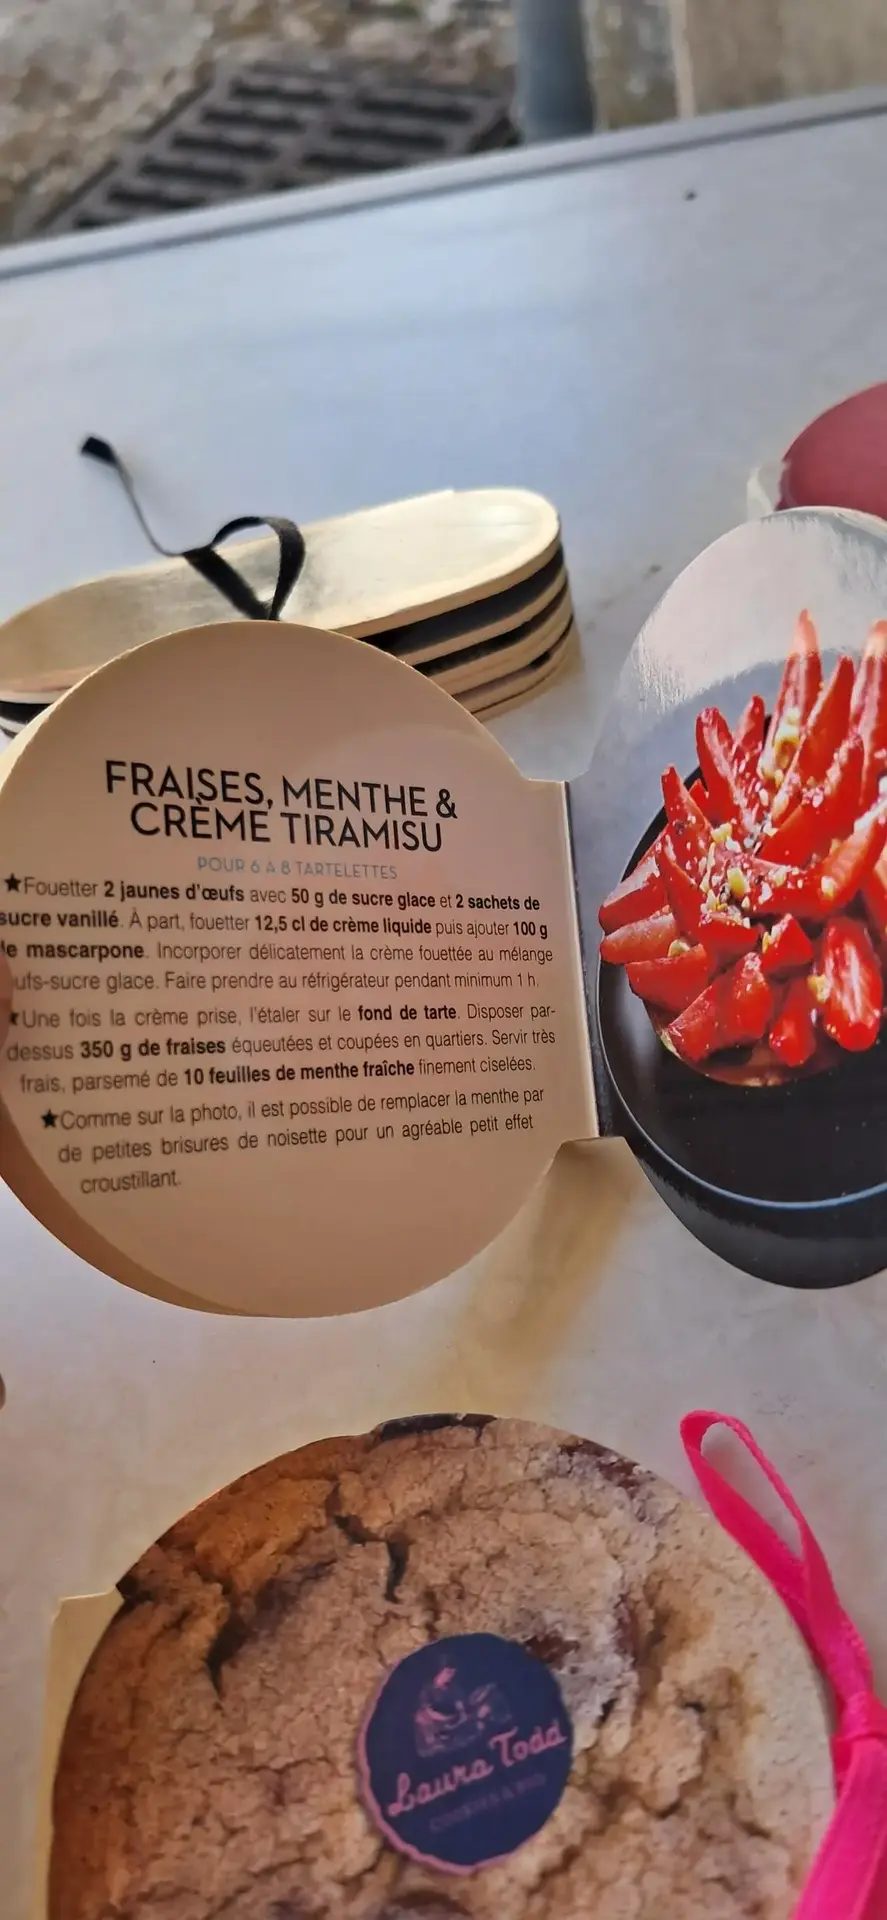 FRAISES, MENTHE &
CRÈME TIRAMISU
POUR 6 À 8 TARTELETTES
★Fouetter 2 jaunes d'œufs avec 50 g de sucre glace et 2 sachets de
sucre vanillé. À part, fouetter 12,5 cl de crème liquide puis ajouter 100 g
de mascarpone. Incorporer délicatement la crème fouettée au mélange
ufs-sucre glace. Faire prendre au réfrigérateur pendant minimum 1 h.
★Une fois la crème prise, l'étaler sur le fond de tarte. Disposer par-
dessus 350 g de fraises équeutées et coupées en quartiers. Servir très
frais, parsemé de 10 feuilles de menthe fraîche finement ciselées.
★Comme sur la photo, il est possible de remplacer la menthe par
de petites brisures de noisette pour un agréable petit effet
croustillant.
Laura Todd